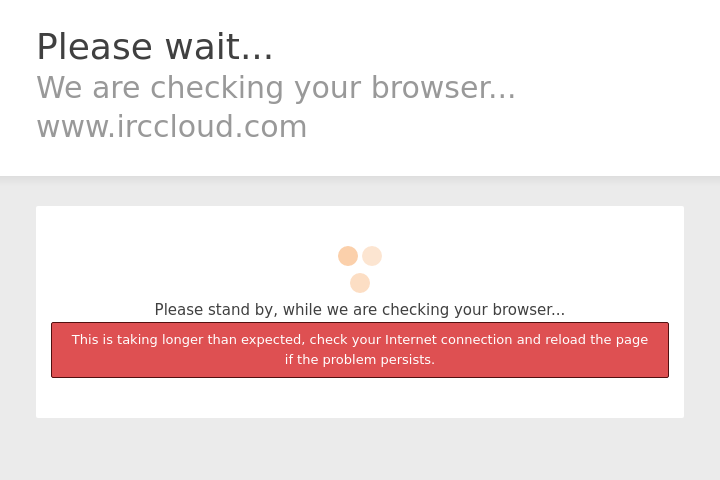 Please wait...
We are checking your browser...
www.irccloud.com
Please stand by, while we are checking your browser...
This is taking longer than expected, check your Internet connection and reload the page
if the problem persists.